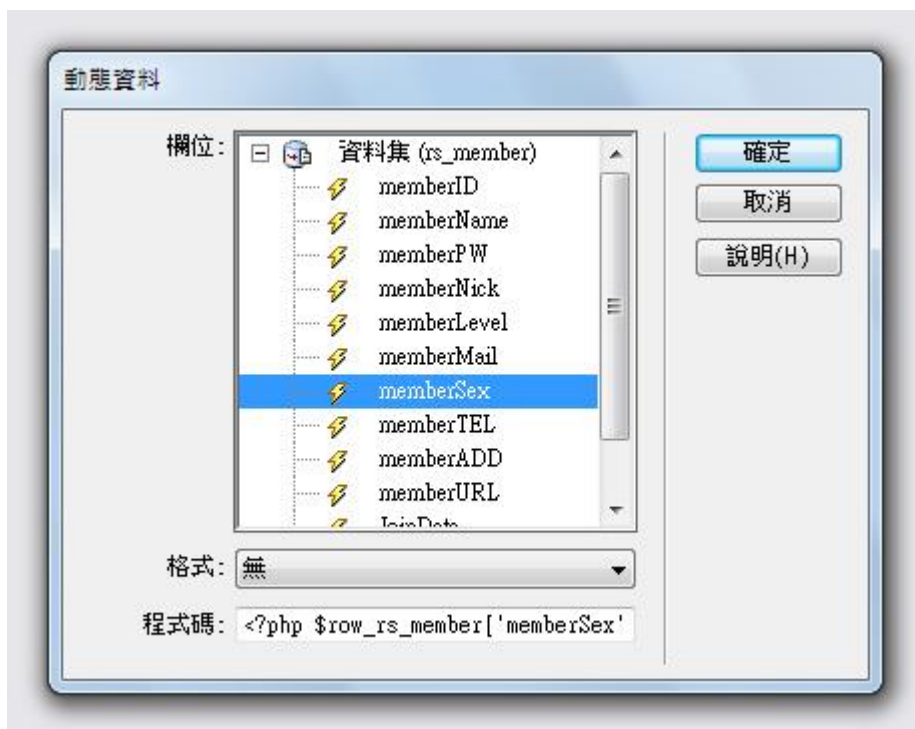 動態資料
欄位:
資料集 (rs_member)
memberID
memberName
memberPW
memberNick
memberLevel
memberMail
memberSex
memberTEL
memberADD
memberURL
JoinDate
確定
取消
說明(H)
格式: 無
程式碼: <?php $row_rs_member['memberSex'